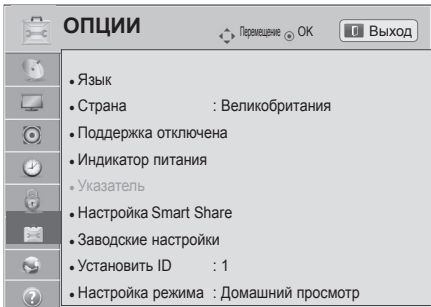 ОПЦИИ Перемещение OK Выход
• Язык
• Страна : Великобритания
• Поддержка отключена
• Индикатор питания
• Указатель
• Настройка Smart Share
• Заводские настройки
• Установить ID : 1
• Настройка режима : Домашний просмотр